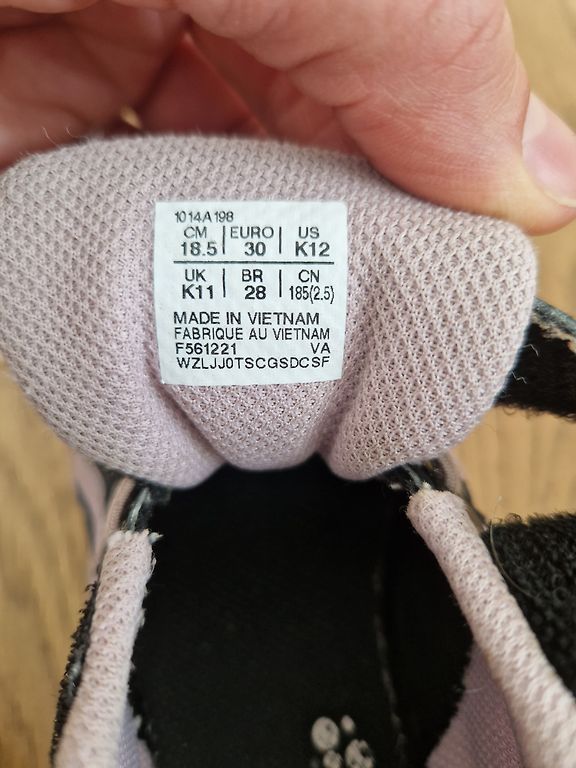 1014A198
CM | EURO | US
18.5 | 30 | K12
UK | BR | CN
K11 | 28 | 185(2.5)
MADE IN VIETNAM
FABRIQUE AU VIETNAM
F561221 VA
WZLJJ0TSCGSDCSF